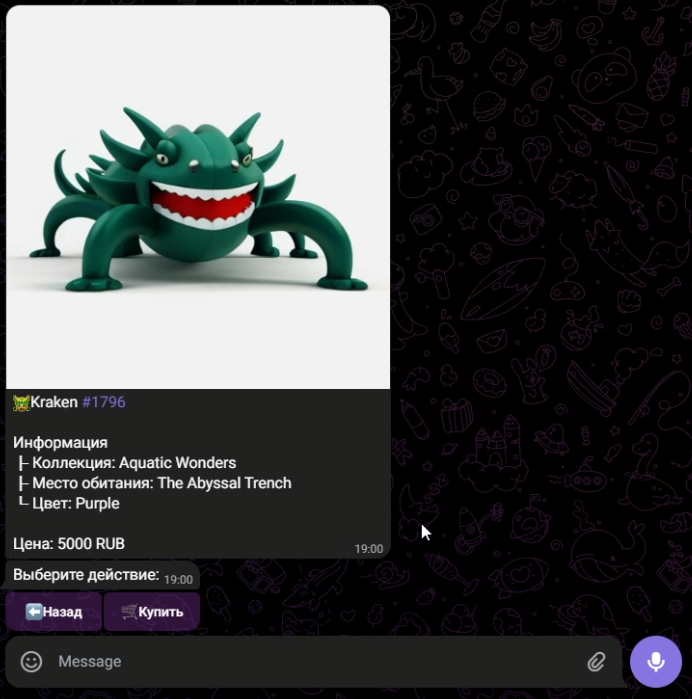 Kraken #1796
Информация
├ Коллекция: Aquatic Wonders
├ Место обитания: The Abyssal Trench
└ Цвет: Purple
Цена: 5000 RUB
19:00
Выберите действие: 19:00
Назад
Купить
Message